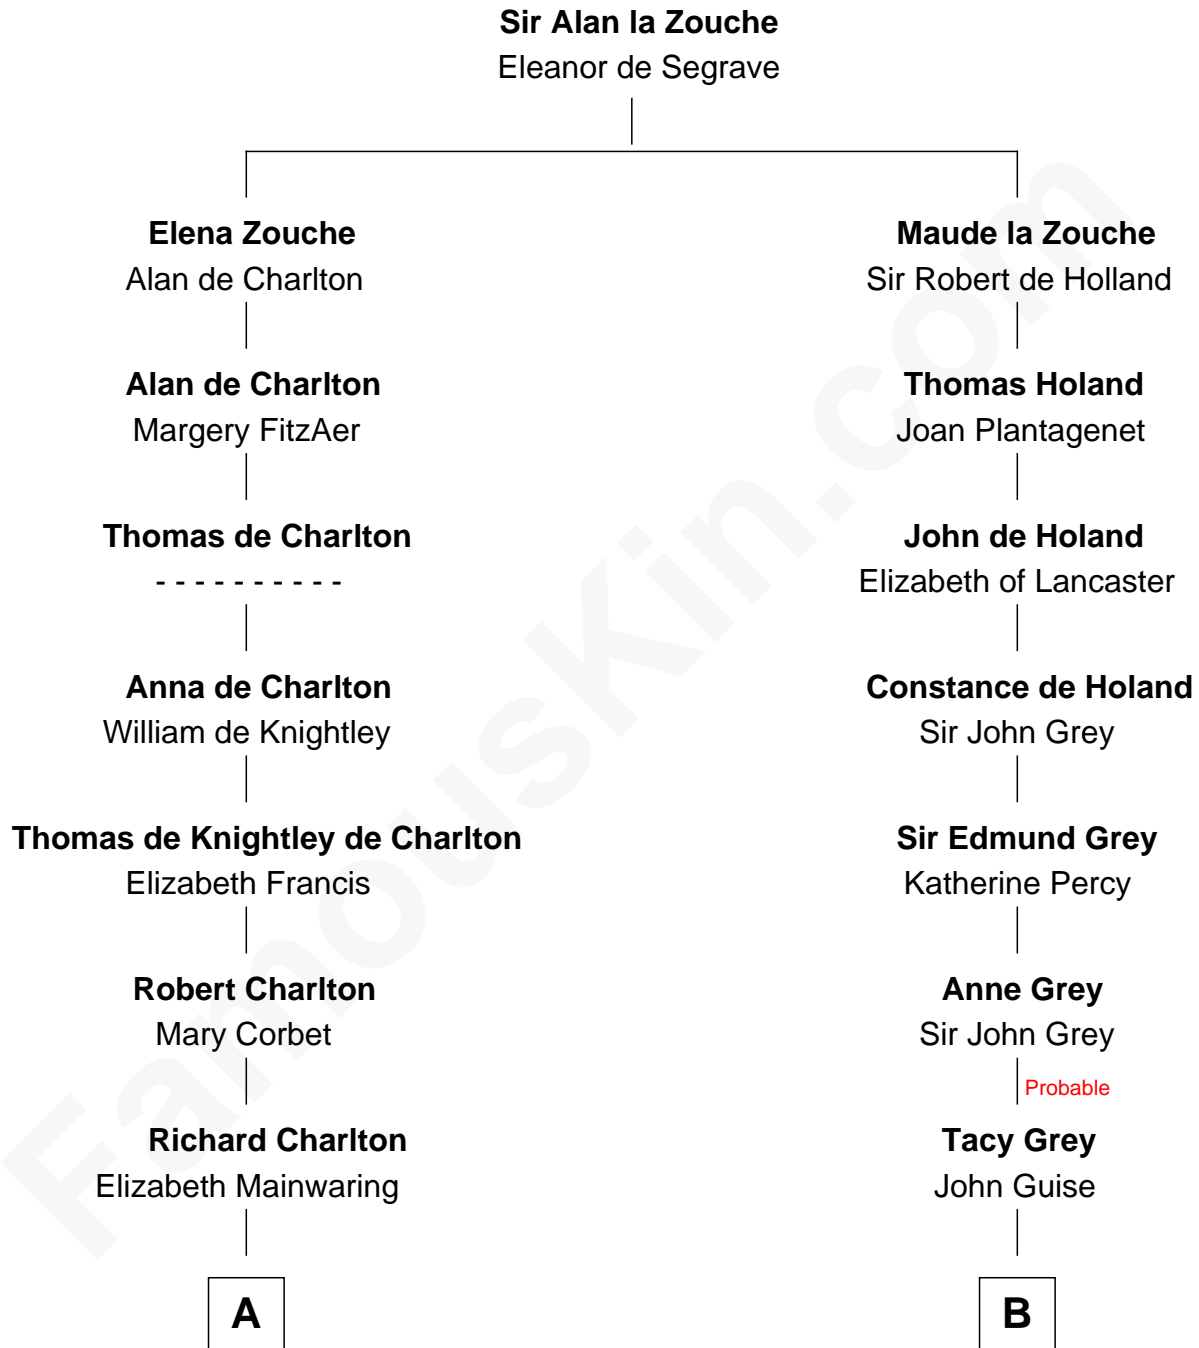 Sir Alan la Zouche
Eleanor de Segrave
Elena Zouche
Alan de Charlton
Maude la Zouche
Sir Robert de Holland
Alan de Charlton
Margery FitzAer
Thomas Holand
Joan Plantagenet
Thomas de Charlton
- - - - - - - - - -
John de Holand
Elizabeth of Lancaster
Anna de Charlton
William de Knightley
Constance de Holand
Sir John Grey
Thomas de Knightley de Charlton
Elizabeth Francis
Sir Edmund Grey
Katherine Percy
Robert Charlton
Mary Corbet
Anne Grey
Sir John Grey
Probable
Richard Charlton
Elizabeth Mainwaring
Tacy Grey
John Guise
A
B
FamousKin.com